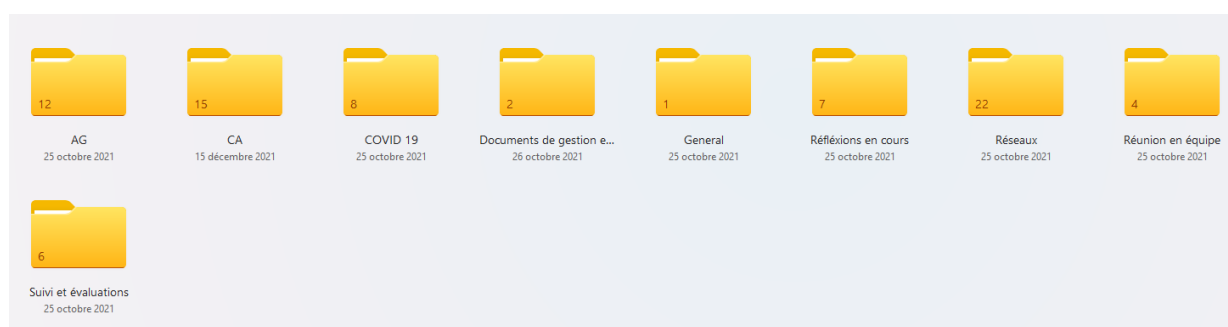 12 15 8 2 1 7 22 4
AG CA COVID 19 Documents de gestion e... General Réfléxions en cours Réseaux Réunion en équipe
25 octobre 2021 15 décembre 2021 25 octobre 2021 26 octobre 2021 25 octobre 2021 25 octobre 2021 25 octobre 2021 25 octobre 2021
6
Suivi et évaluations
25 octobre 2021